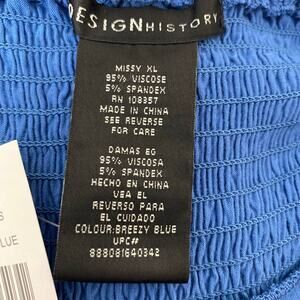 DESIGNHISTORY
MISSY XL
95% VISCOSE
5% SPANDEX
RN 108357
MADE IN CHINA
SEE REVERSE
FOR CARE
DAMAS EG
95% VISCOSA
5% SPANDEX
HECHO EN CHINA
VEA EL
REVERSO PARA
EL CUIDADO
COLOUR:BREEZY BLUE
UPC#
888081640342
S
LUE